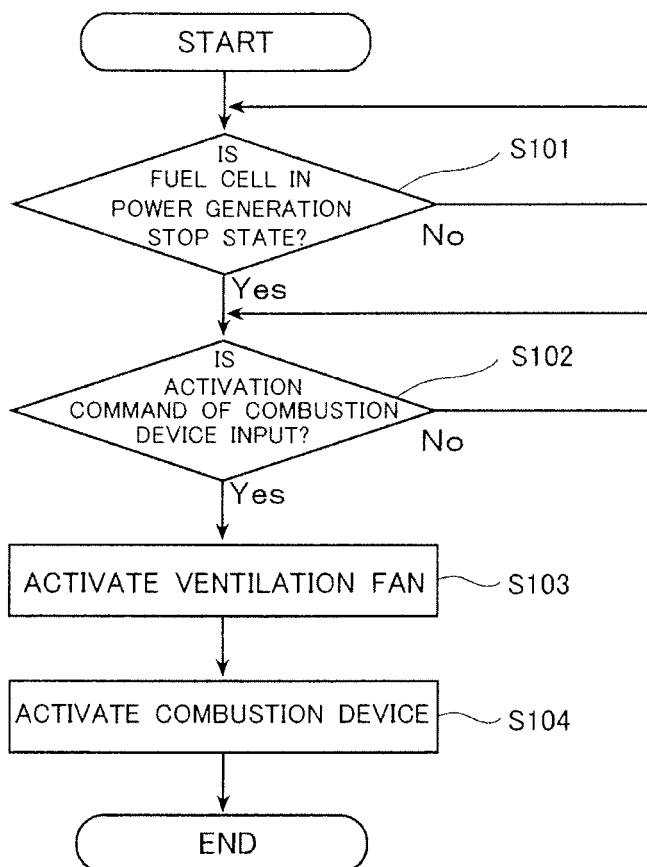 START
IS
FUEL CELL IN
POWER GENERATION
STOP STATE?
S101
No
Yes
IS
ACTIVATION
COMMAND OF COMBUSTION
DEVICE INPUT?
S102
No
Yes
ACTIVATE VENTILATION FAN
S103
ACTIVATE COMBUSTION DEVICE
S104
END